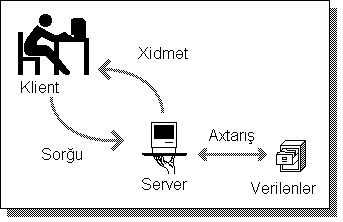 Xidmət
Klient
Axtarış
Sorğu
Server
Verilənlər